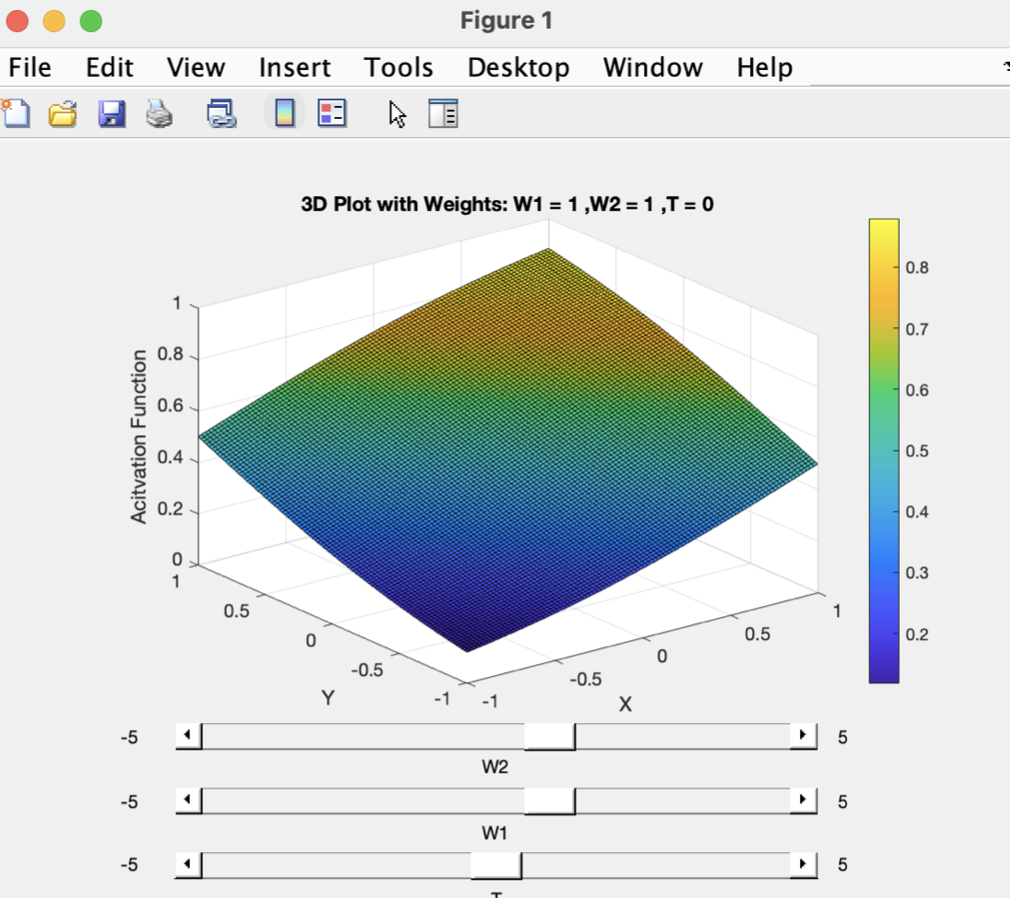 Figure 1
File Edit View Insert Tools Desktop Window Help
3D Plot with Weights: W1 = 1 ,W2 = 1 ,T = 0
Acitvation Function
1
0.8
0.6
0.4
0.2
0
1
0.5
0
-0.5
-1
Y
-1
-0.5
0
0.5
1
X
0.8
0.7
0.6
0.5
0.4
0.3
0.2
-5 5
W2
-5 5
W1
-5 5
T